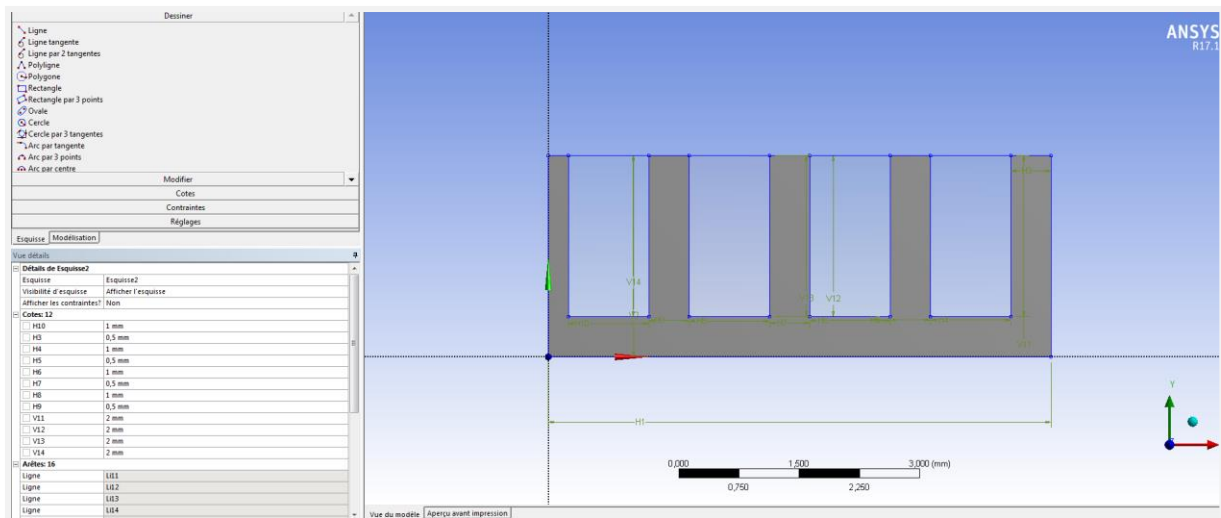 Dessiner
Ligne
Ligne tangente
Ligne par 2 tangentes
Polyligne
Polygone
Rectangle
Rectangle par 3 points
Ovale
Cercle
Cercle par 3 tangentes
Arc par tangente
Arc par 3 points
Arc par centre
Modifier
Cotes
Contraintes
Réglages
Esquisse Modélisation
Vue détails
Détails de Esquisse2
Esquisse Esquisse2
Visibilité d'esquisse Afficher l'esquisse
Afficher les contraintes? Non
Cotes: 12
H10 1 mm
H3 0,5 mm
H4 1 mm
H5 0,5 mm
H6 1 mm
H7 0,5 mm
H8 1 mm
H9 0,5 mm
V11 2 mm
V12 2 mm
V13 2 mm
V14 2 mm
Arêtes: 16
Ligne Ln11
Ligne Ln12
Ligne Ln13
Ligne Ln14
ANSYS
R17.1
V14
V12
H1
Y
0,000 1,500 3,000 (mm)
0,750 2,250
Vue du modèle Aperçu avant impression